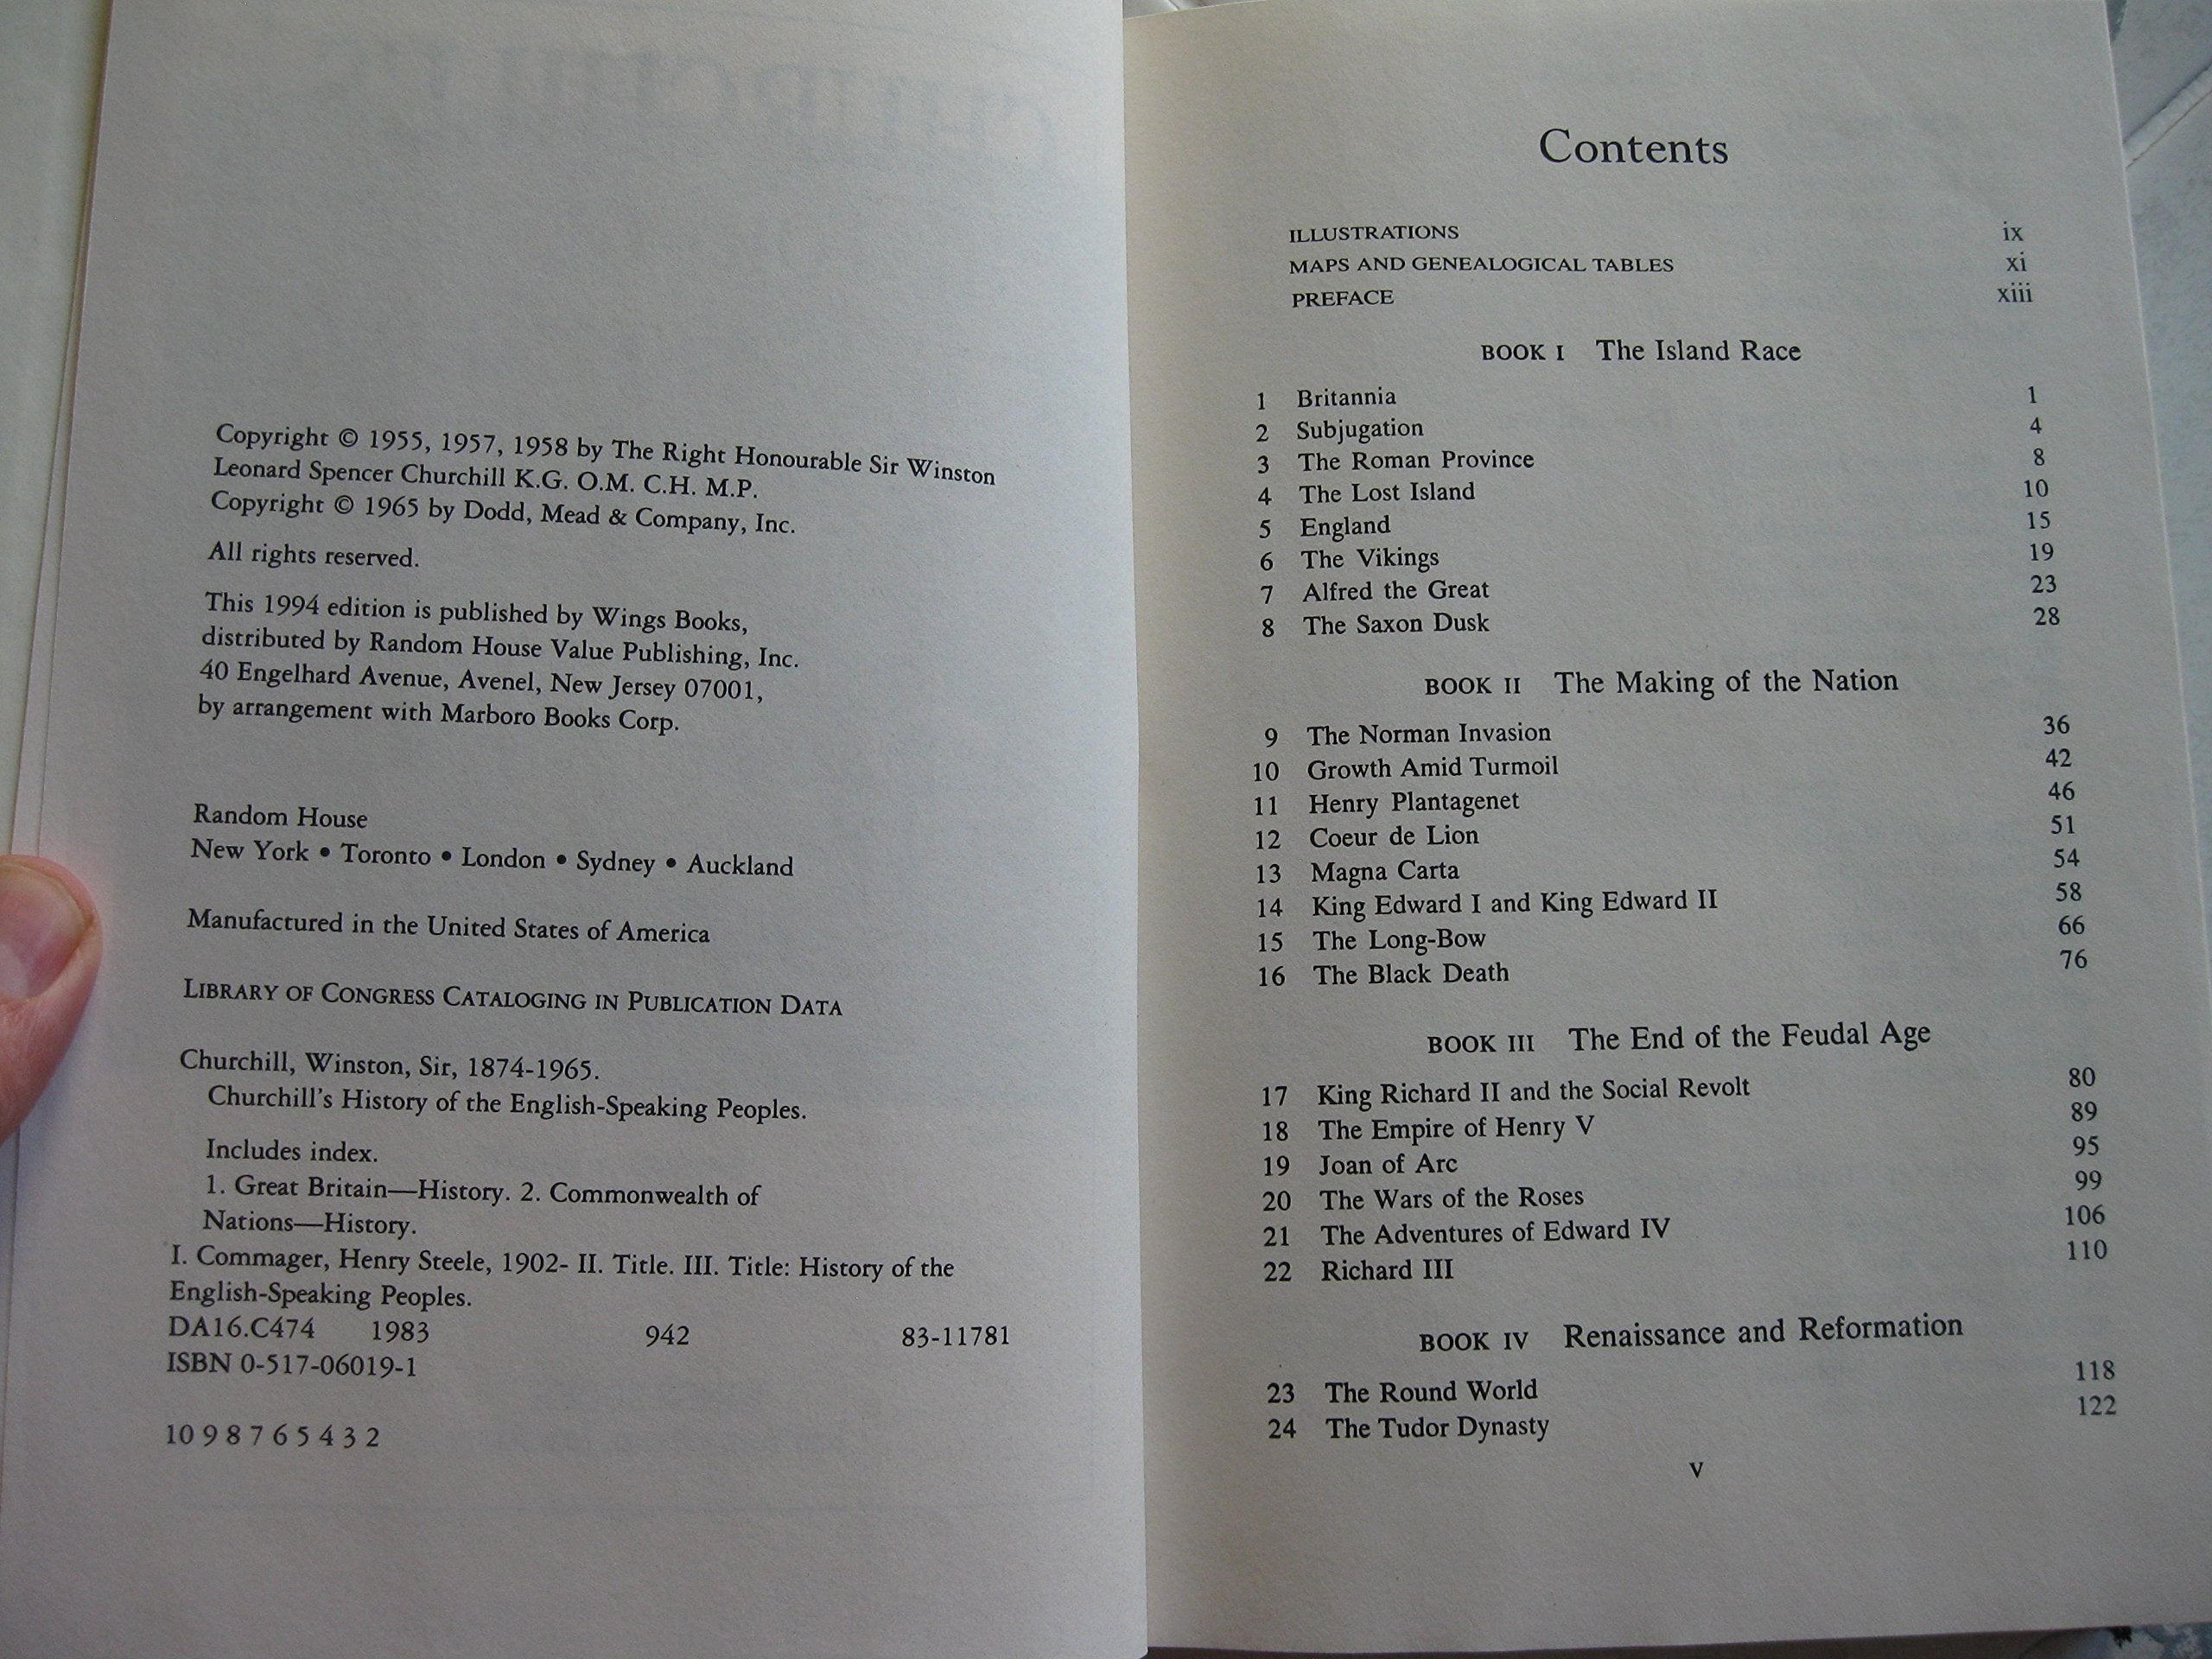 Copyright © 1955, 1957, 1958 by The Right Honourable Sir Winston
Leonard Spencer Churchill K.G. O.M. C.H. M.P.
Copyright © 1965 by Dodd, Mead & Company, Inc.
All rights reserved.
This 1994 edition is published by Wings Books,
distributed by Random House Value Publishing, Inc.
40 Engelhard Avenue, Avenel, New Jersey 07001,
by arrangement with Marboro Books Corp.
Random House
New York • Toronto • London • Sydney • Auckland
Manufactured in the United States of America
LIBRARY OF CONGRESS CATALOGING IN PUBLICATION DATA
Churchill, Winston, Sir, 1874-1965.
Churchill's History of the English-Speaking Peoples.
Includes index.
1. Great Britain—History. 2. Commonwealth of
Nations—History.
I. Commager, Henry Steele, 1902- II. Title. III. Title: History of the
English-Speaking Peoples.
DA16.C474 1983 942 83-11781
ISBN 0-517-06019-1
10 9 8 7 6 5 4 3 2
Contents
ILLUSTRATIONS ix
MAPS AND GENEALOGICAL TABLES xi
PREFACE xiii
BOOK I The Island Race
1 Britannia 1
2 Subjugation 4
3 The Roman Province 8
4 The Lost Island 10
5 England 15
6 The Vikings 19
7 Alfred the Great 23
8 The Saxon Dusk 28
BOOK II The Making of the Nation
9 The Norman Invasion 36
10 Growth Amid Turmoil 42
11 Henry Plantagenet 46
12 Coeur de Lion 51
13 Magna Carta 54
14 King Edward I and King Edward II 58
15 The Long-Bow 66
16 The Black Death 76
BOOK III The End of the Feudal Age
17 King Richard II and the Social Revolt 80
18 The Empire of Henry V 89
19 Joan of Arc 95
20 The Wars of the Roses 99
21 The Adventures of Edward IV 106
22 Richard III 110
BOOK IV Renaissance and Reformation
23 The Round World 118
24 The Tudor Dynasty 122
v